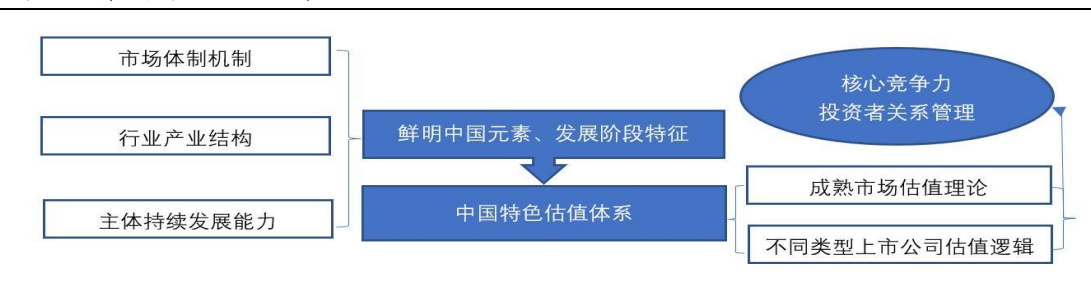 市场体制机制
行业产业结构
主体持续发展能力
鲜明中国元素、发展阶段特征
中国特色估值体系
核心竞争力
投资者关系管理
成熟市场估值理论
不同类型上市公司估值逻辑